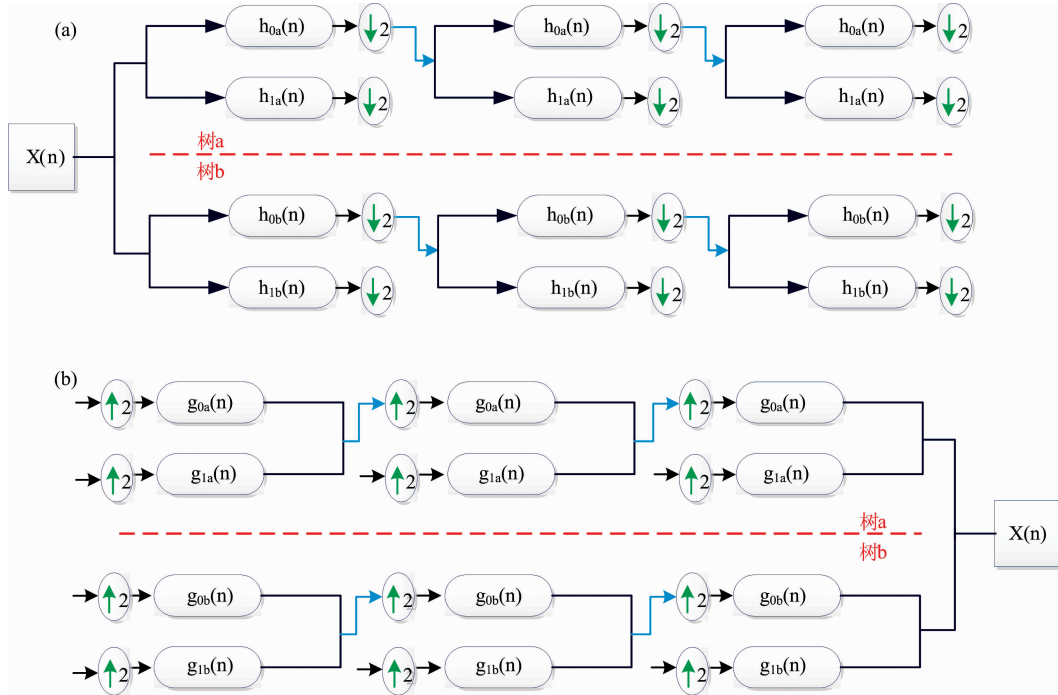 (a)
h0a(n) ↓2 h0a(n) ↓2 h0a(n) ↓2
h1a(n) ↓2 h1a(n) ↓2 h1a(n) ↓2
树a
X(n)
树b
h0b(n) ↓2 h0b(n) ↓2 h0b(n) ↓2
h1b(n) ↓2 h1b(n) ↓2 h1b(n) ↓2
(b)
↑2 g0a(n) ↑2 g0a(n) ↑2 g0a(n)
↑2 g1a(n) ↑2 g1a(n) ↑2 g1a(n)
树a
X(n)
树b
↑2 g0b(n) ↑2 g0b(n) ↑2 g0b(n)
↑2 g1b(n) ↑2 g1b(n) ↑2 g1b(n)